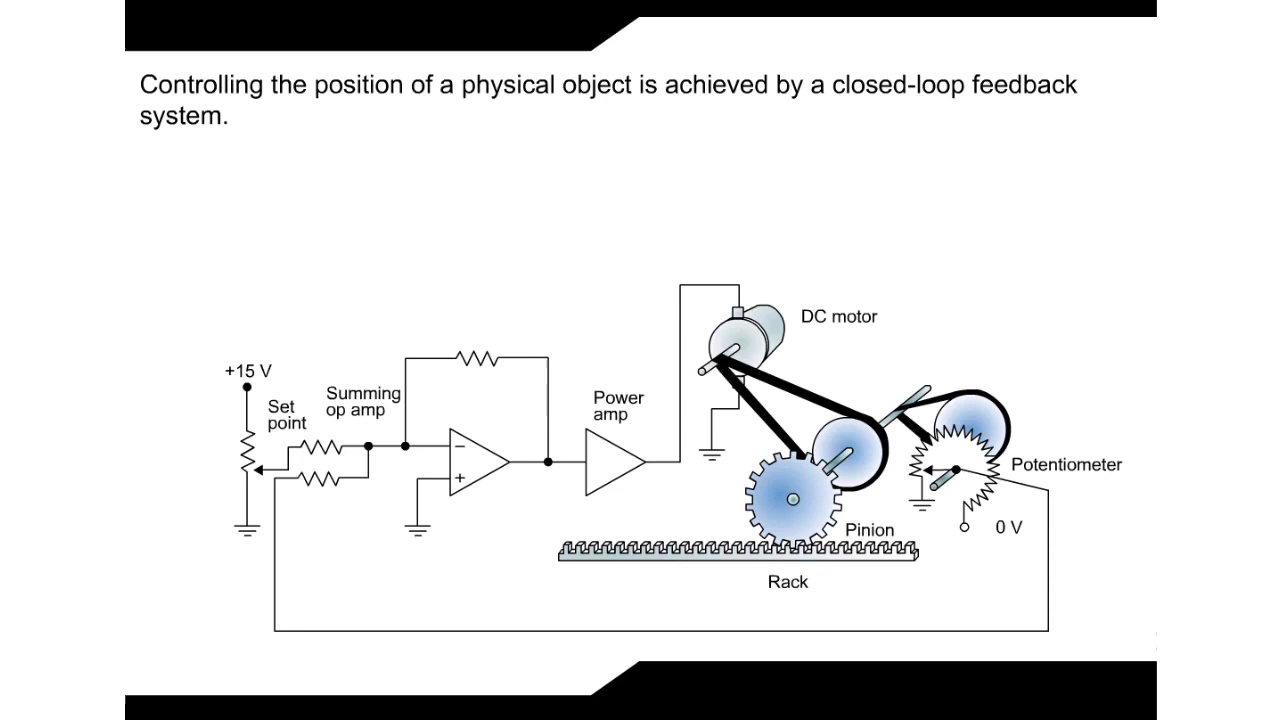 Controlling the position of a physical object is achieved by a closed-loop feedback
system.
DC motor
+15 V
Set
point
Summing
op amp
Power
amp
−
+
Potentiometer
Pinion
0 V
Rack